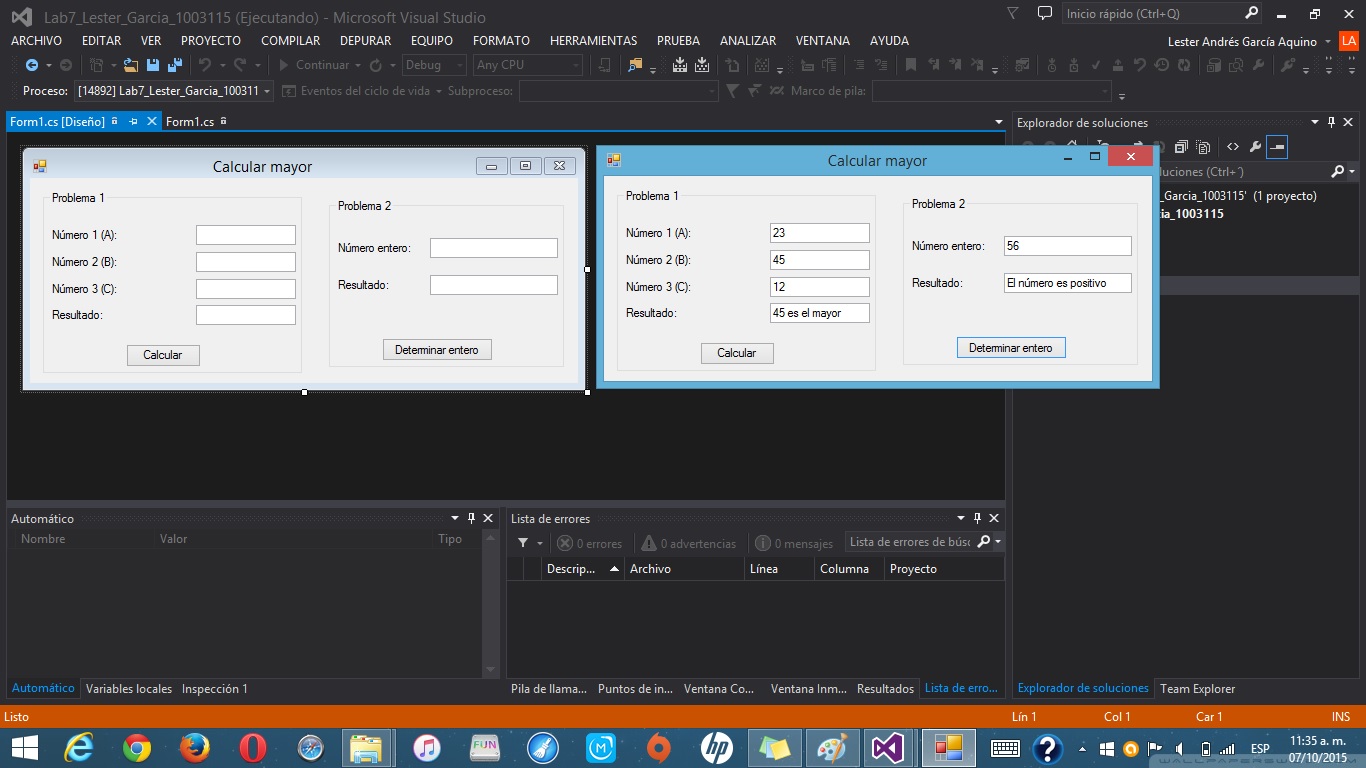 Lab7_Lester_Garcia_1003115 (Ejecutando) - Microsoft Visual Studio
Inicio rápido (Ctrl+Q)
ARCHIVO EDITAR VER PROYECTO COMPILAR DEPURAR EQUIPO FORMATO HERRAMIENTAS PRUEBA ANALIZAR VENTANA AYUDA
Lester Andrés García Aquino LA
Continuar Debug Any CPU
Proceso: [14892] Lab7_Lester_Garcia_100311 Eventos del ciclo de vida Subproceso: Marco de pila:
Form1.cs [Diseño] Form1.cs
Explorador de soluciones
Calcular mayor
Problema 1
Número 1 (A):
Número 2 (B):
Número 3 (C):
Resultado:
Calcular
Problema 2
Número entero:
Resultado:
Determinar entero
Calcular mayor
Problema 1
Número 1 (A): 23
Número 2 (B): 45
Número 3 (C): 12
Resultado: 45 es el mayor
Calcular
Problema 2
Número entero: 56
Resultado: El número es positivo
Determinar entero
(Ctrl+´)
_Garcia_1003115' (1 proyecto)
cia_1003115
Automático
Nombre Valor Tipo
Lista de errores
0 errores 0 advertencias 0 mensajes Lista de errores de búsc
Descrip... Archivo Línea Columna Proyecto
Automático Variables locales Inspección 1
Pila de llama... Puntos de in... Ventana Co... Ventana Inm... Resultados Lista de erro...
Explorador de soluciones Team Explorer
Listo Lín 1 Col 1 Car 1 INS
FUN
hp
ESP
11:35 a. m.
07/10/2015